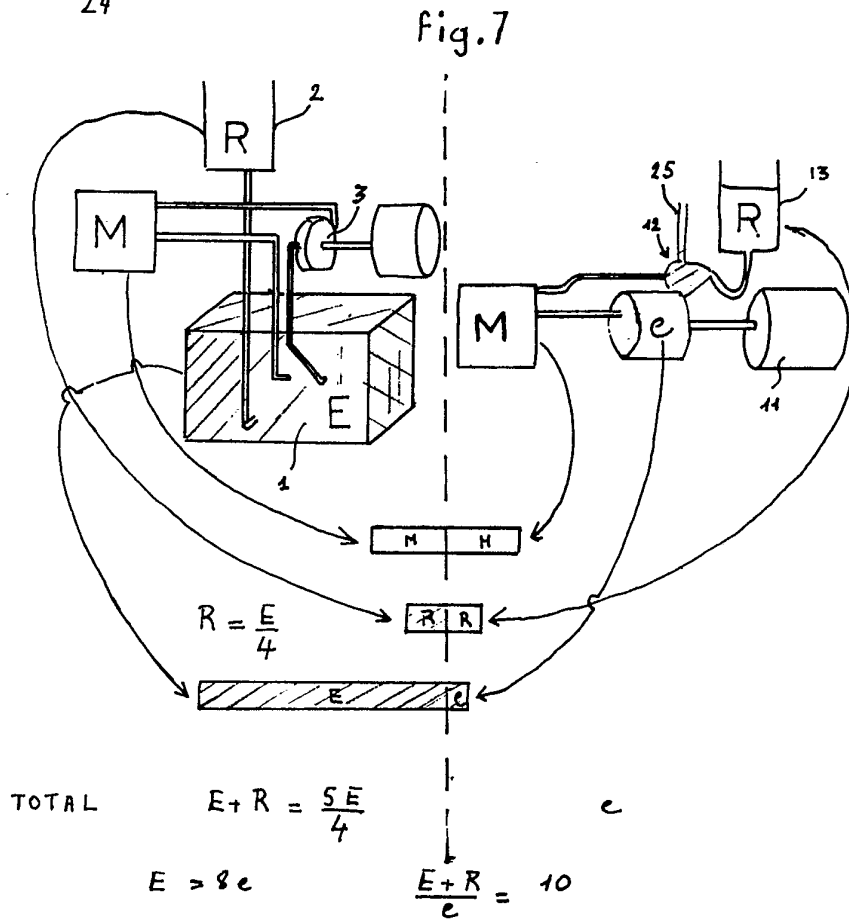 24
fig.7
2
R
3
M
E
1
25
12
13
R
M
e
11
M M
R R
R = E/4
E e
TOTAL E+R = 5E/4 e
E > 8e (E+R)/e = 10